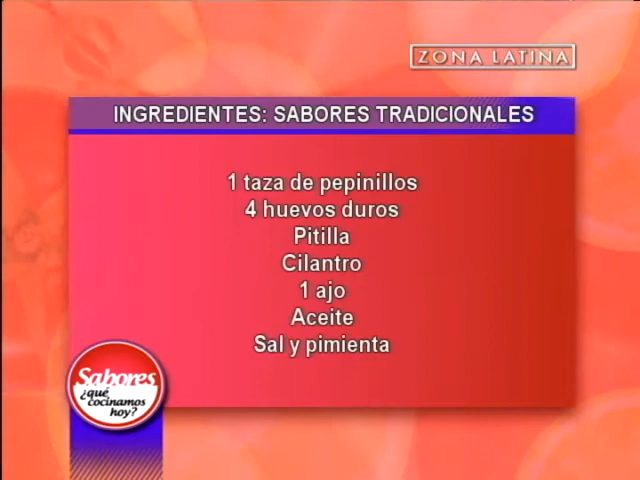 ZONA LATINA
INGREDIENTES: SABORES TRADICIONALES
1 taza de pepinillos
4 huevos duros
Pitilla
Cilantro
1 ajo
Aceite
Sal y pimienta
Sabores
¿qué
cocinamos
hoy?